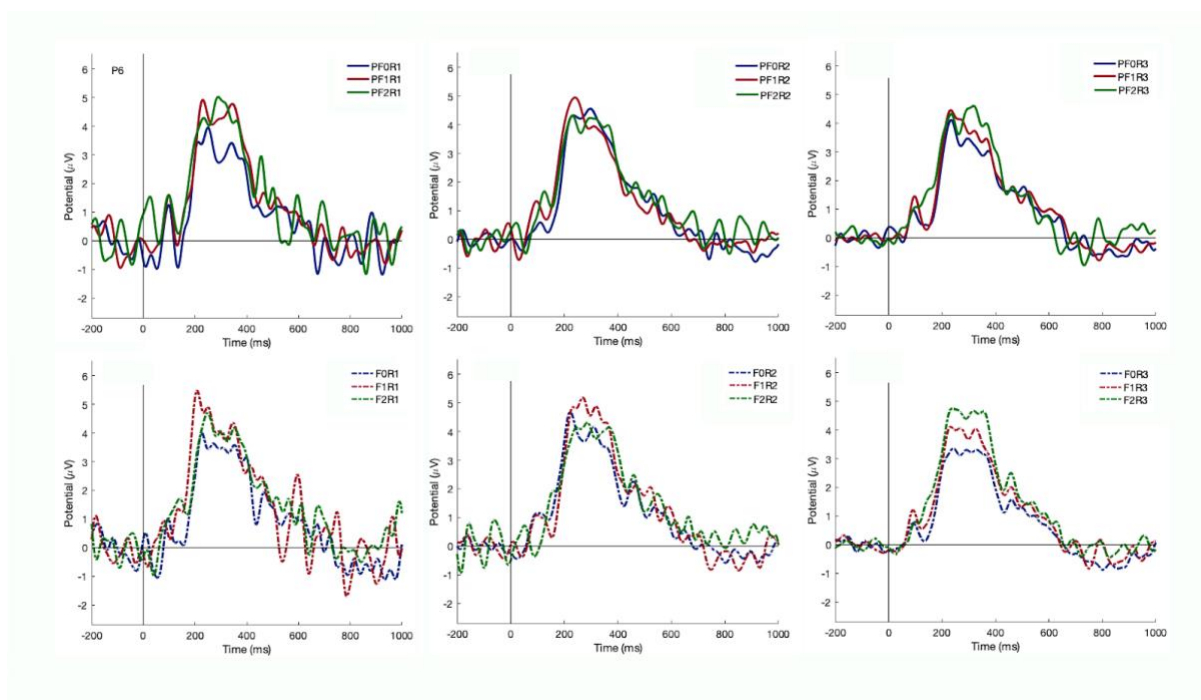 P6
PF0R1
PF1R1
PF2R1
Potential (μV)
6
5
4
3
2
1
0
-1
-2
-200 0 200 400 600 800 1000
Time (ms)
PF0R2
PF1R2
PF2R2
Potential (μV)
6
5
4
3
2
1
0
-1
-2
-200 0 200 400 600 800 1000
Time (ms)
PF0R3
PF1R3
PF2R3
Potential (μV)
6
5
4
3
2
1
0
-1
-2
-200 0 200 400 600 800 1000
Time (ms)
F0R1
F1R1
F2R1
Potential (μV)
6
5
4
3
2
1
0
-1
-2
-200 0 200 400 600 800 1000
Time (ms)
F0R2
F1R2
F2R2
Potential (μV)
6
5
4
3
2
1
0
-1
-2
-200 0 200 400 600 800 1000
Time (ms)
F0R3
F1R3
F2R3
Potential (μV)
6
5
4
3
2
1
0
-1
-2
-200 0 200 400 600 800 1000
Time (ms)